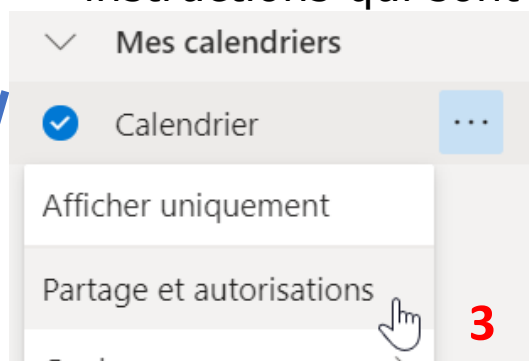 Mes calendriers
Calendrier
...
Afficher uniquement
Partage et autorisations
3